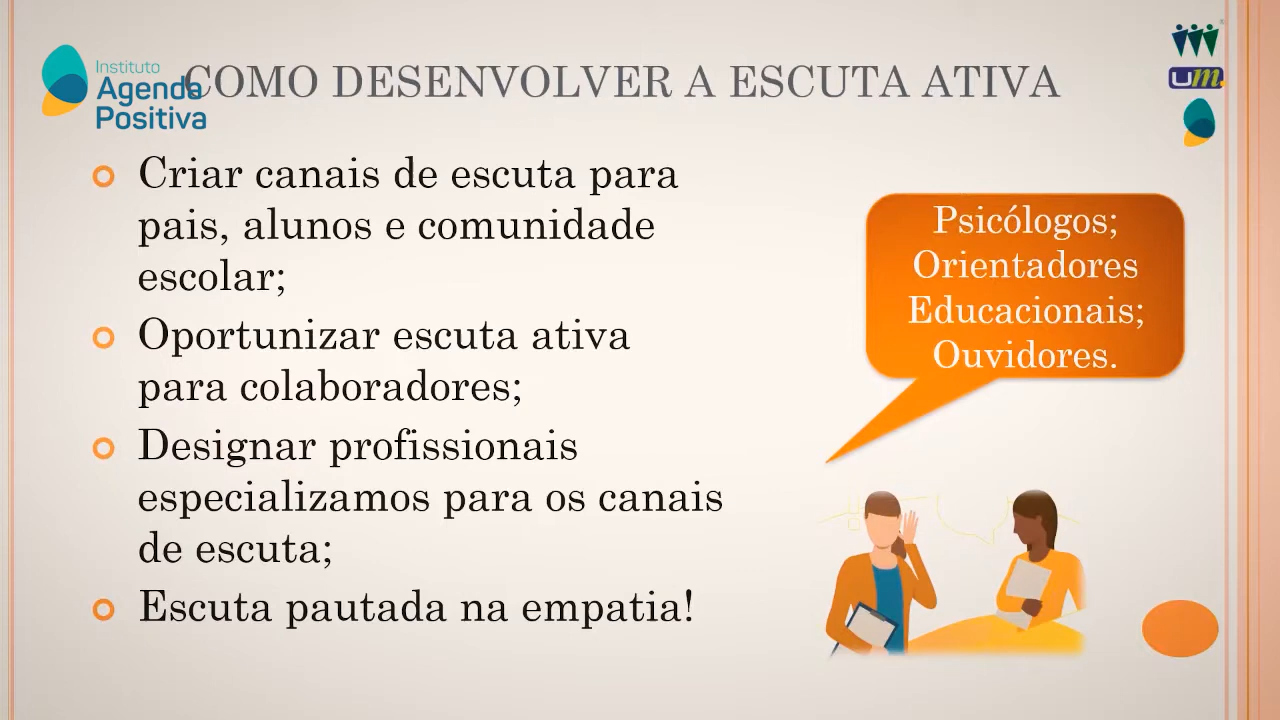 Instituto
Agenda
Positiva
COMO DESENVOLVER A ESCUTA ATIVA
um
Criar canais de escuta para
pais, alunos e comunidade
escolar;
Oportunizar escuta ativa
para colaboradores;
Designar profissionais
especializamos para os canais
de escuta;
Escuta pautada na empatia!
Psicólogos;
Orientadores
Educacionais;
Ouvidores.